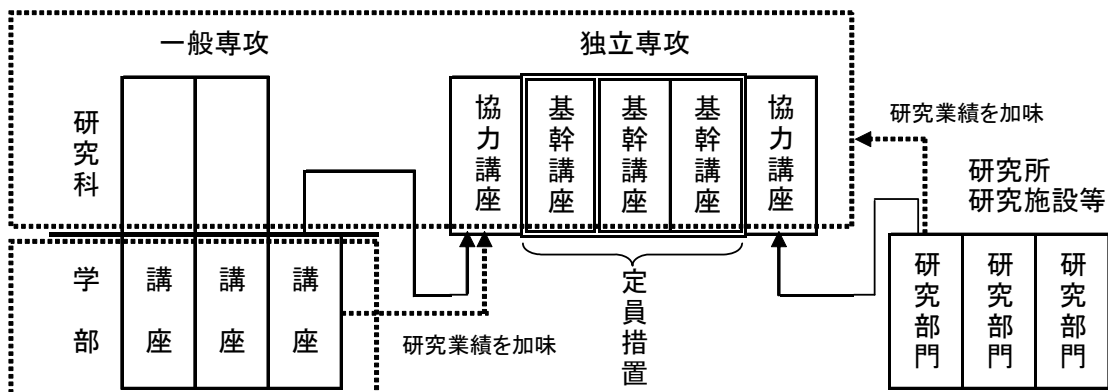 一般専攻
独立専攻
研究科
協力講座
基幹講座
基幹講座
基幹講座
協力講座
研究業績を加味
研究所
研究施設等
学部
講座
講座
講座
研究業績を加味
定員措置
研究部門
研究部門
研究部門